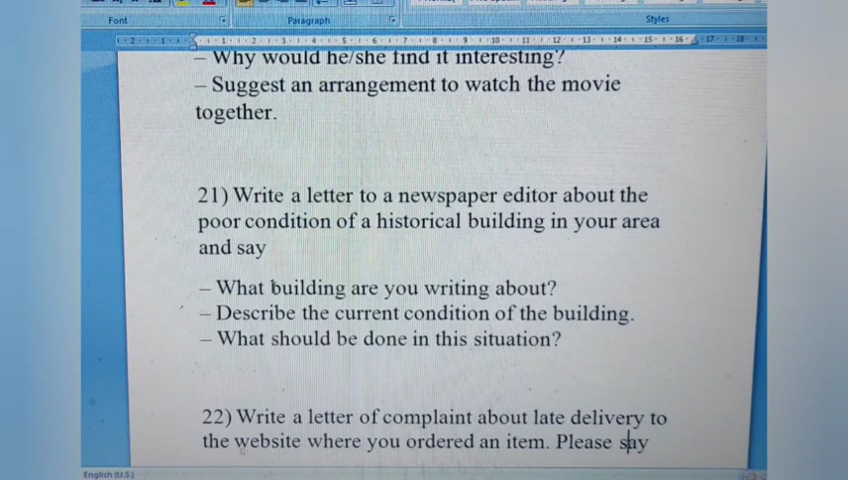 Font
Paragraph
Styles
– Why would he/she find it interesting?
– Suggest an arrangement to watch the movie
together.
21) Write a letter to a newspaper editor about the
poor condition of a historical building in your area
and say
– What building are you writing about?
– Describe the current condition of the building.
– What should be done in this situation?
22) Write a letter of complaint about late delivery to
the website where you ordered an item. Please say
English (U.S.)